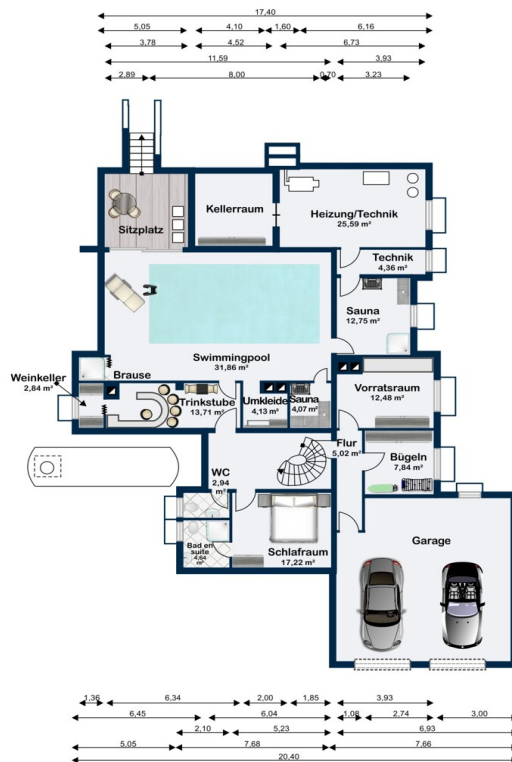 17,40
5,05 4,10 1,60 6,16
3,78 4,52 6,73
11,59 3,93
2,89 8,00 0,70 3,23
Sitzplatz
Kellerraum
Heizung/Technik
25,59 m²
Technik
4,36 m²
Sauna
12,75 m²
Swimmingpool
31,86 m²
Brause
Weinkeller
2,84 m²
Trinkstube
13,71 m²
Umkleide
4,13 m²
Sauna
4,07 m²
Vorratsraum
12,48 m²
Flur
5,02 m²
Bügeln
7,84 m²
WC
2,94
m²
Bad en
suite
4,64
m²
Schlafraum
17,22 m²
Garage
1,36 6,34 2,00 1,85 3,93
6,45 6,04 1,08 2,74 3,00
2,10 5,23 6,93
5,05 7,68 7,66
20,40